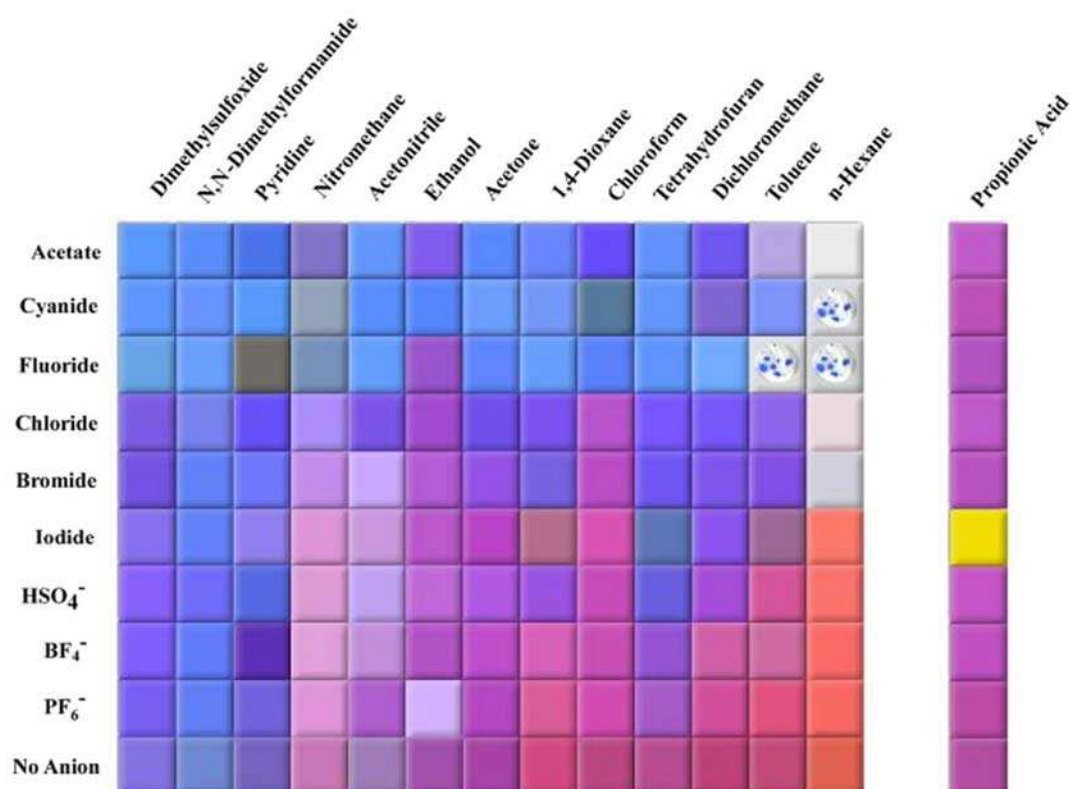 Dimethylsulfoxide
N,N-Dimethylformamide
Pyridine
Nitromethane
Acetonitrile
Ethanol
Acetone
1,4-Dioxane
Chloroform
Tetrahydrofuran
Dichloromethane
Toluene
n-Hexane
Propionic Acid
Acetate
Cyanide
Fluoride
Chloride
Bromide
Iodide
HSO₄⁻
BF₄⁻
PF₆⁻
No Anion